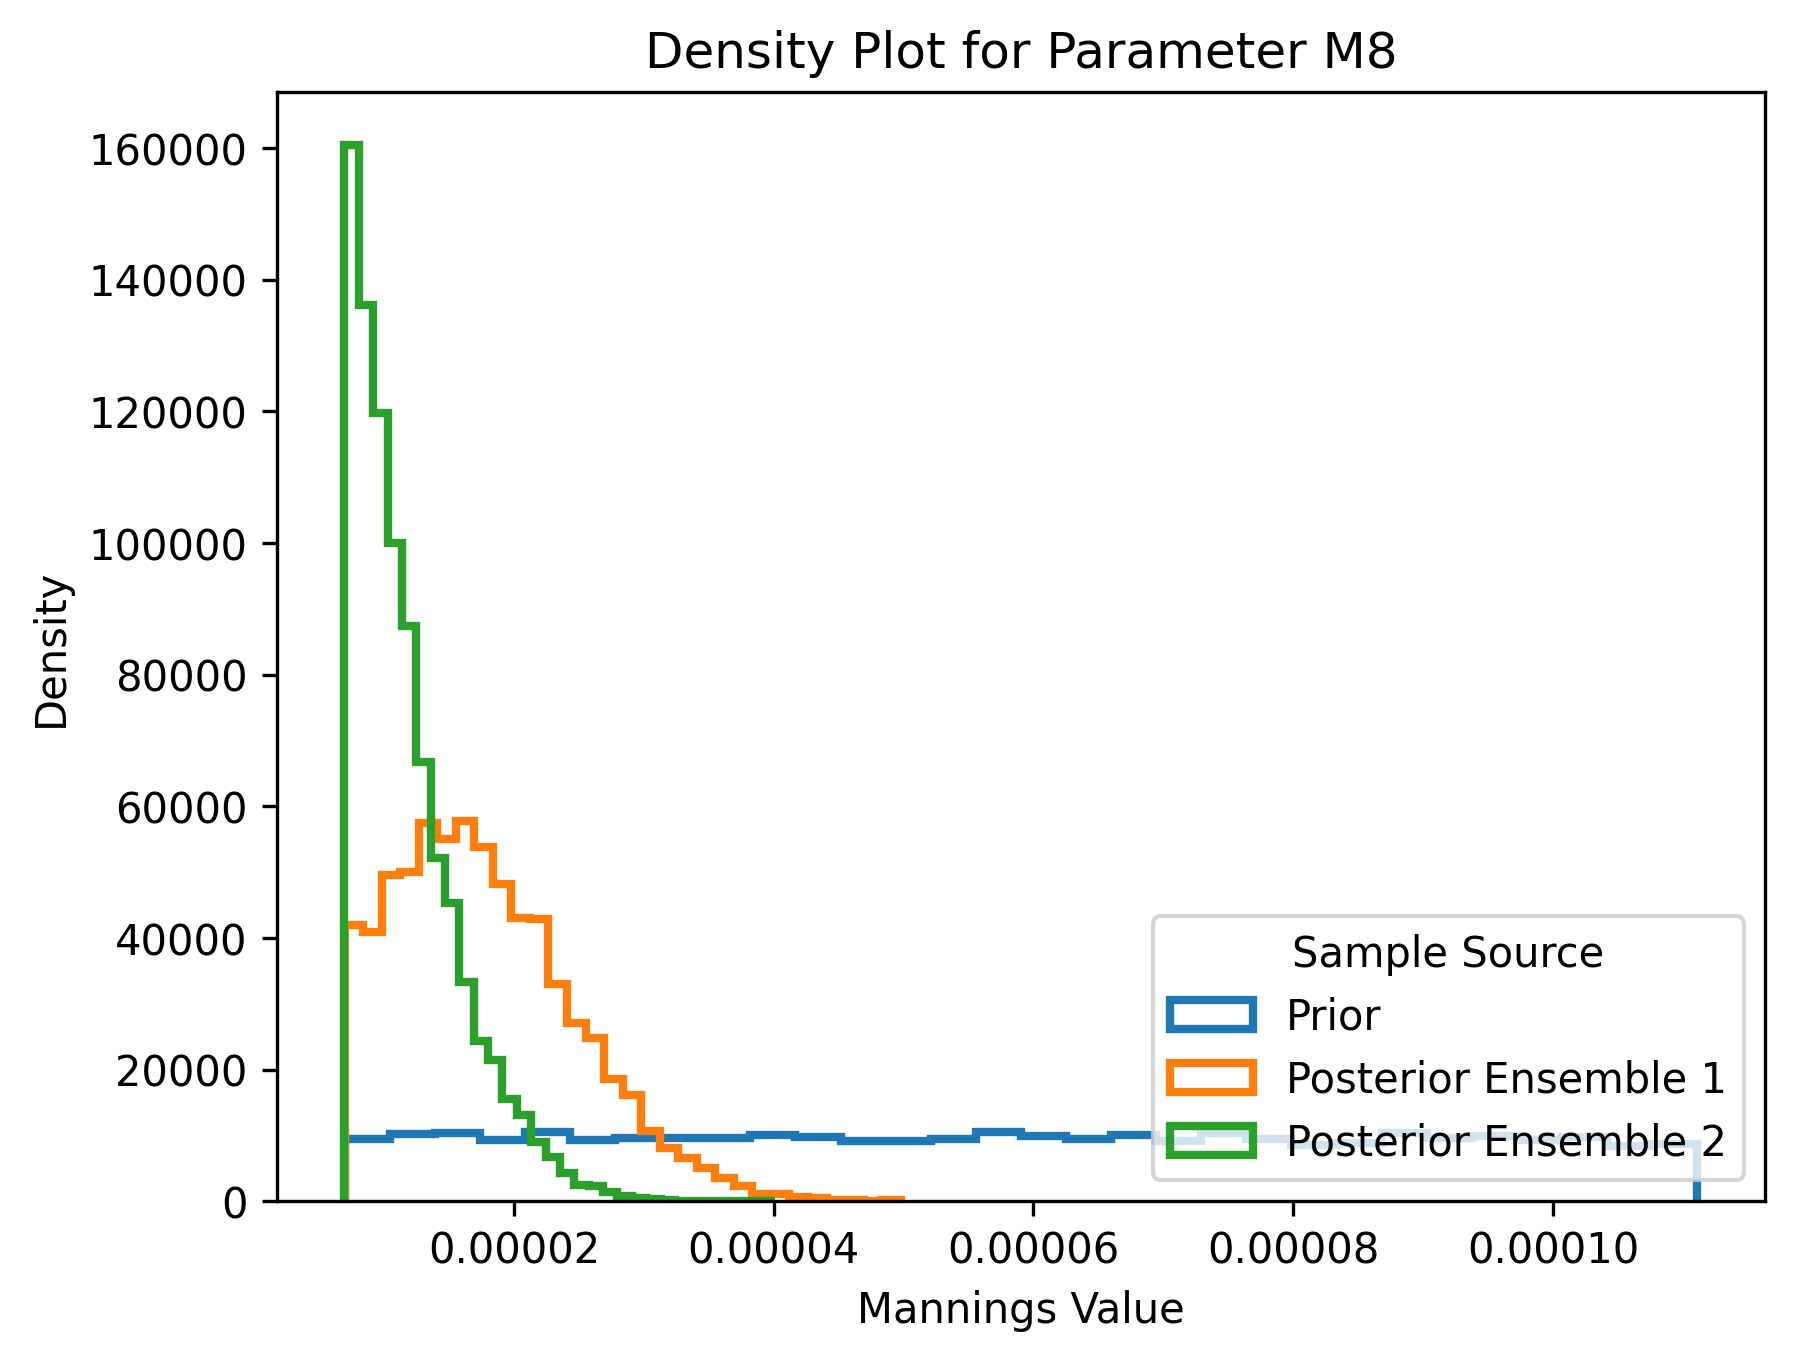 Density Plot for Parameter M8
160000
140000
120000
100000
80000
60000
40000
20000
0
Density
0.00002
0.00004
0.00006
0.00008
0.00010
Mannings Value
Sample Source
Prior
Posterior Ensemble 1
Posterior Ensemble 2